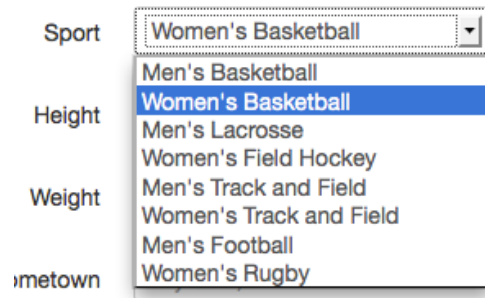 Sport Women's Basketball
Men's Basketball
Women's Basketball
Height
Men's Lacrosse
Women's Field Hockey
Weight
Men's Track and Field
Women's Track and Field
Men's Football
ometown
Women's Rugby